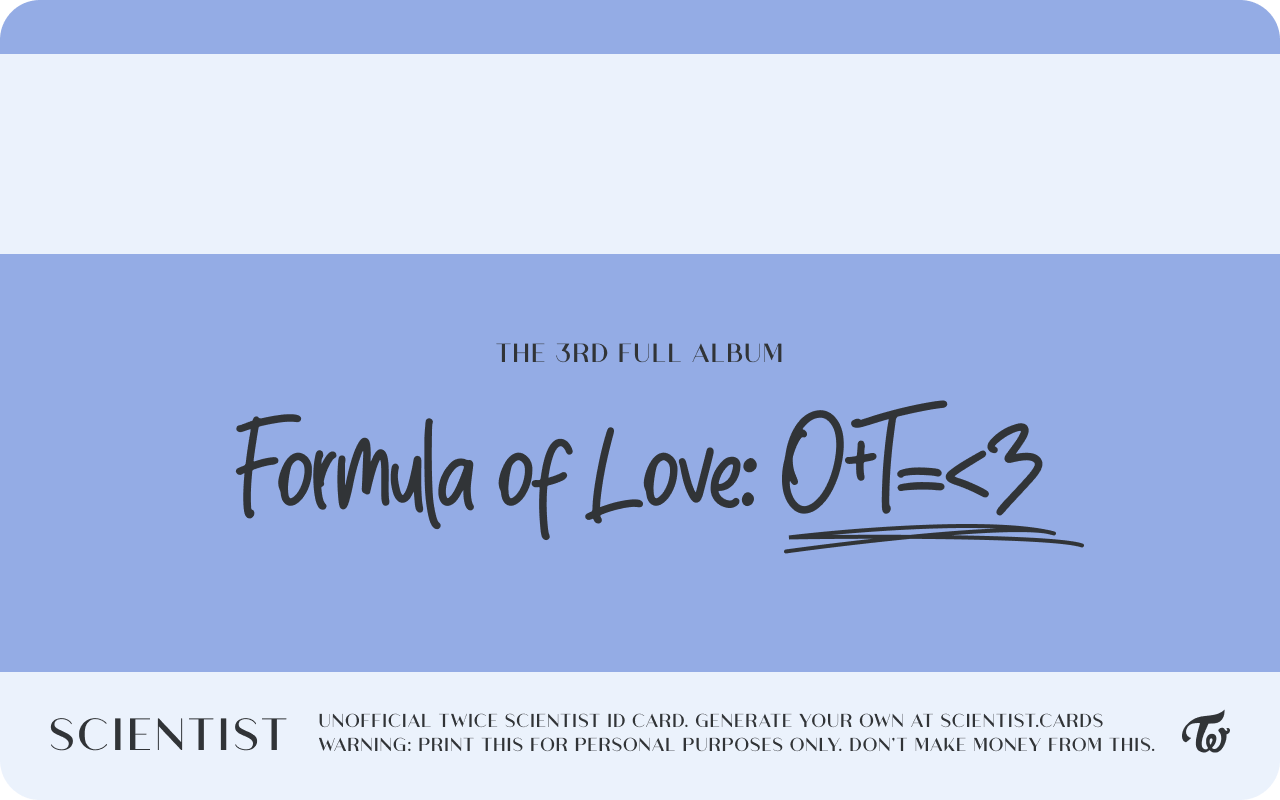 THE 3RD FULL ALBUM
Formula of Love: O+T=<3
SCIENTIST
UNOFFICIAL TWICE SCIENTIST ID CARD. GENERATE YOUR OWN AT SCIENTIST.CARDS
WARNING: PRINT THIS FOR PERSONAL PURPOSES ONLY. DON'T MAKE MONEY FROM THIS.
TW